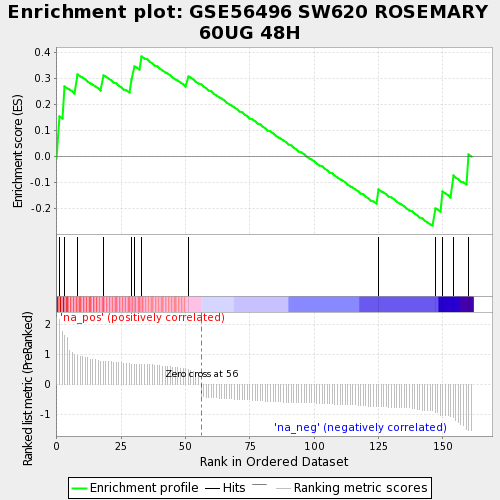 Enrichment plot: GSE56496 SW620 ROSEMARY
60UG 48H
Enrichment score (ES)
0.4
0.3
0.2
0.1
0.0
-0.1
-0.2
Ranked list metric (PreRanked)
2
1
0
-1
'na_pos' (positively correlated)
Zero cross at 56
'na_neg' (negatively correlated)
0 25 50 75 100 125 150
Rank in Ordered Dataset
Enrichment profile Hits Ranking metric scores